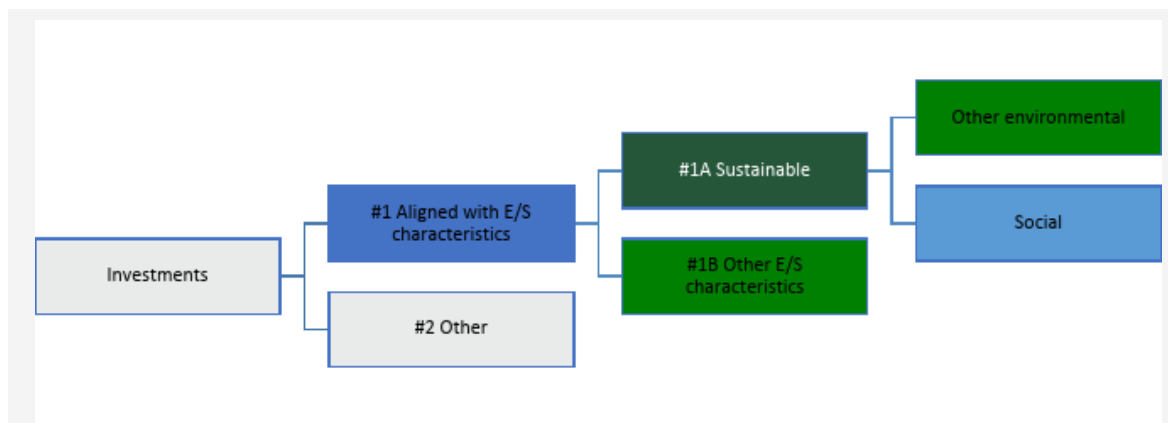 Other environmental
#1A Sustainable
#1 Aligned with E/S
characteristics
Social
Investments
#1B Other E/S
characteristics
#2 Other